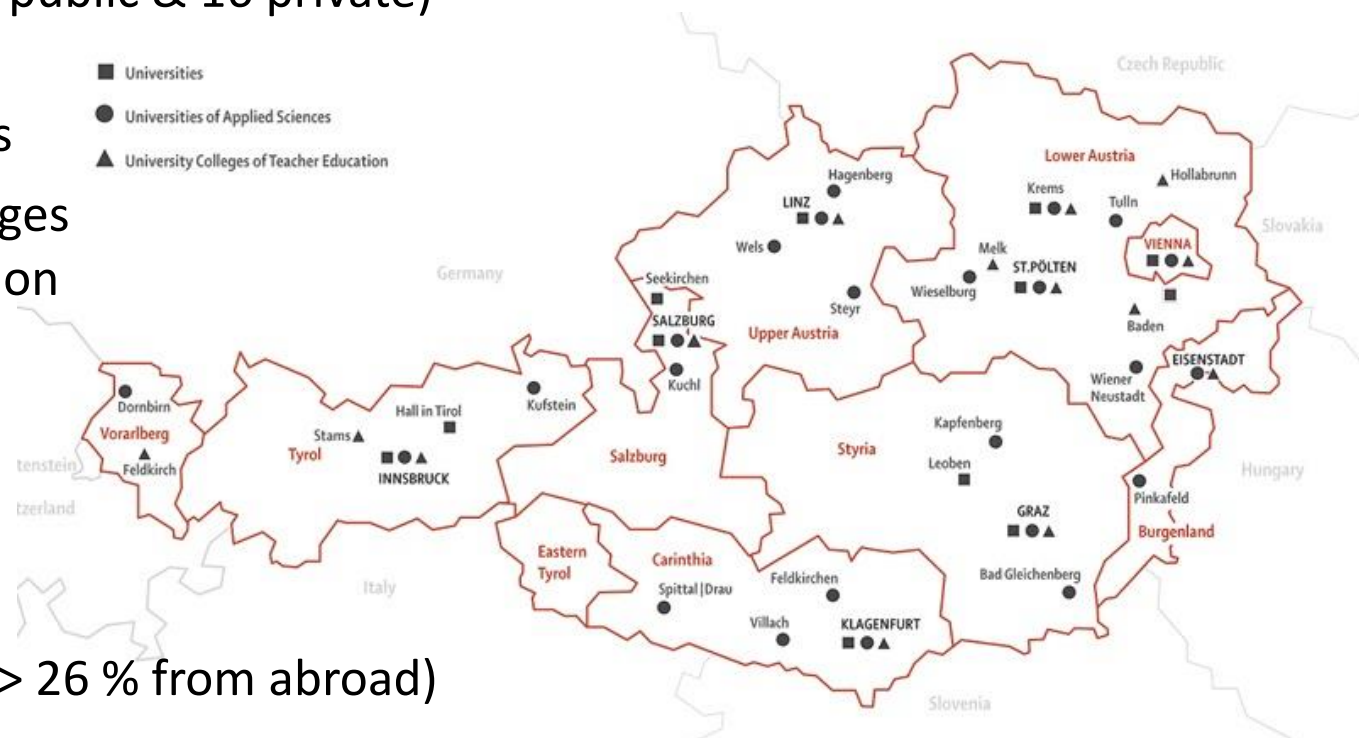 public & 16 private)
Universities
Universities of Applied Sciences
s
University Colleges of Teacher Education
ges
on
Czech Republic
Lower Austria
Hollabrunn
Hagenberg
Krems
Tulln
LINZ
Slovakia
Wels
VIENNA
Melk
ST.PÖLTEN
Germany
Seekirchen
Wieselburg
Steyr
SALZBURG
Upper Austria
Baden
EISENSTADT
Kuchl
Wiener
Neustadt
Dornbirn
Kufstein
Hall in Tirol
Vorarlberg
Stams
Tyrol
Kapfenberg
Styria
Salzburg
Leoben
tenstein
Feldkirch
Hungary
INNSBRUCK
Pinkafeld
tzerland
GRAZ
Burgenland
Eastern
Tyrol
Carinthia
Feldkirchen
Bad Gleichenberg
Italy
Spittal|Drau
Villach
KLAGENFURT
> 26 % from abroad)
Slovenia